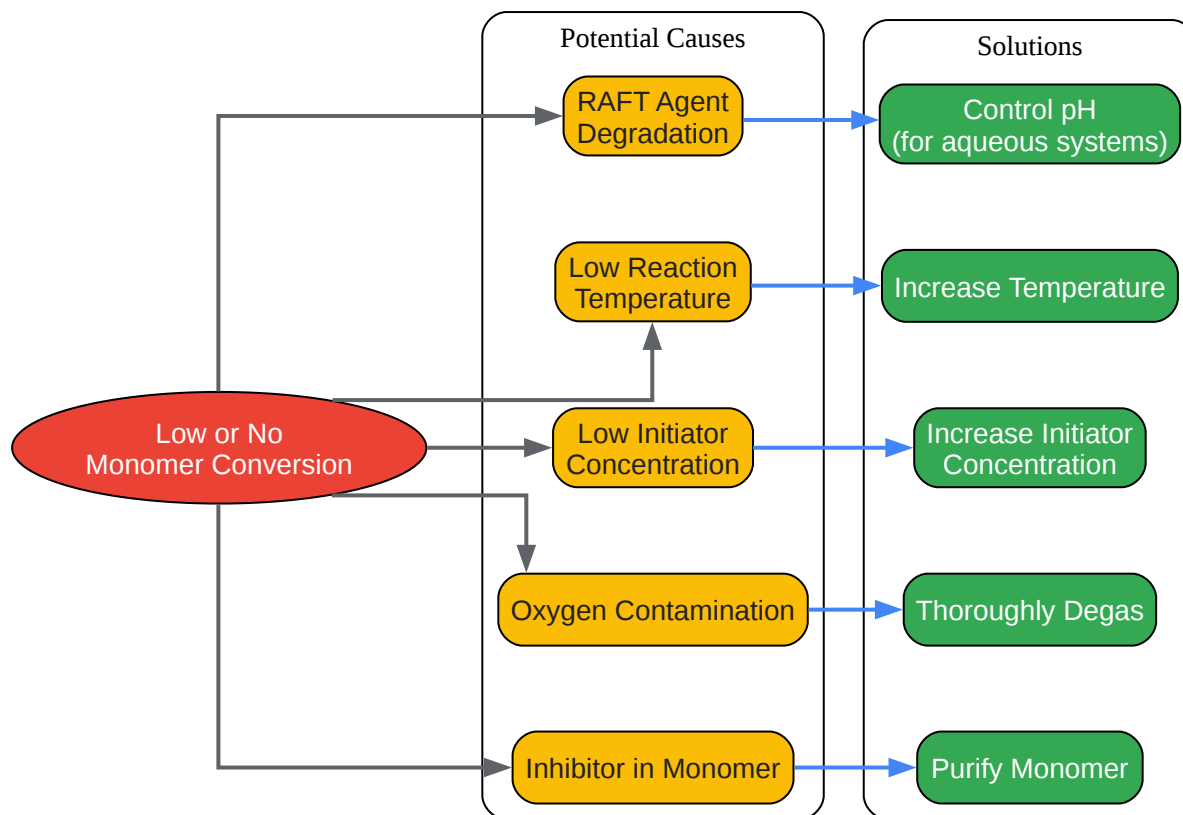 Potential Causes
Solutions
RAFT Agent
Degradation
Control pH
(for aqueous systems)
Low Reaction
Temperature
Increase Temperature
Low or No
Monomer Conversion
Low Initiator
Concentration
Increase Initiator
Concentration
Oxygen Contamination
Thoroughly Degas
Inhibitor in Monomer
Purify Monomer